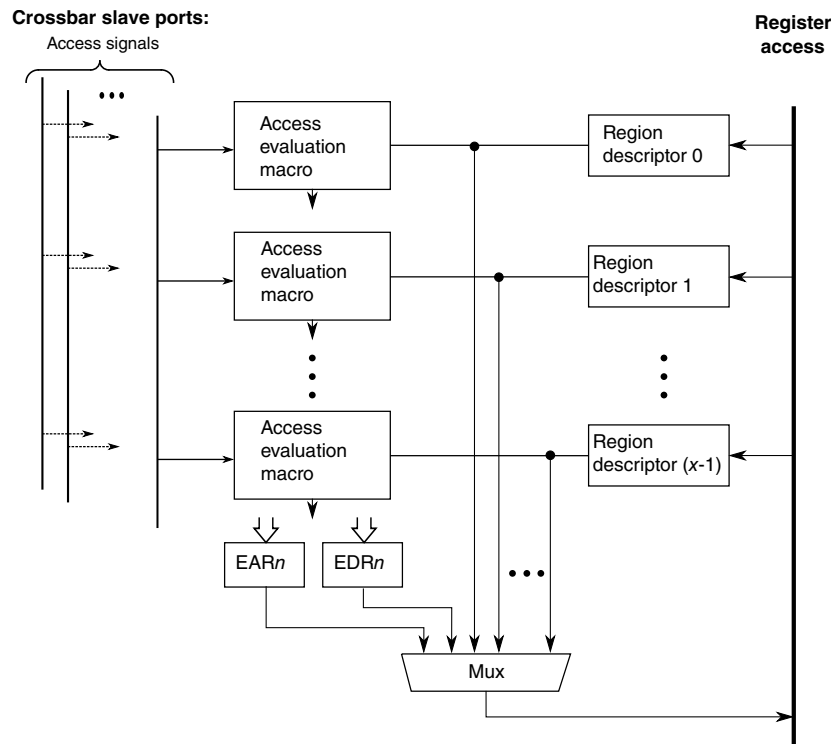 Crossbar slave ports:
Access signals
Register
access
Access
evaluation
macro
Region
descriptor 0
Access
evaluation
macro
Region
descriptor 1
Access
evaluation
macro
Region
descriptor (x-1)
EARn
EDRn
Mux